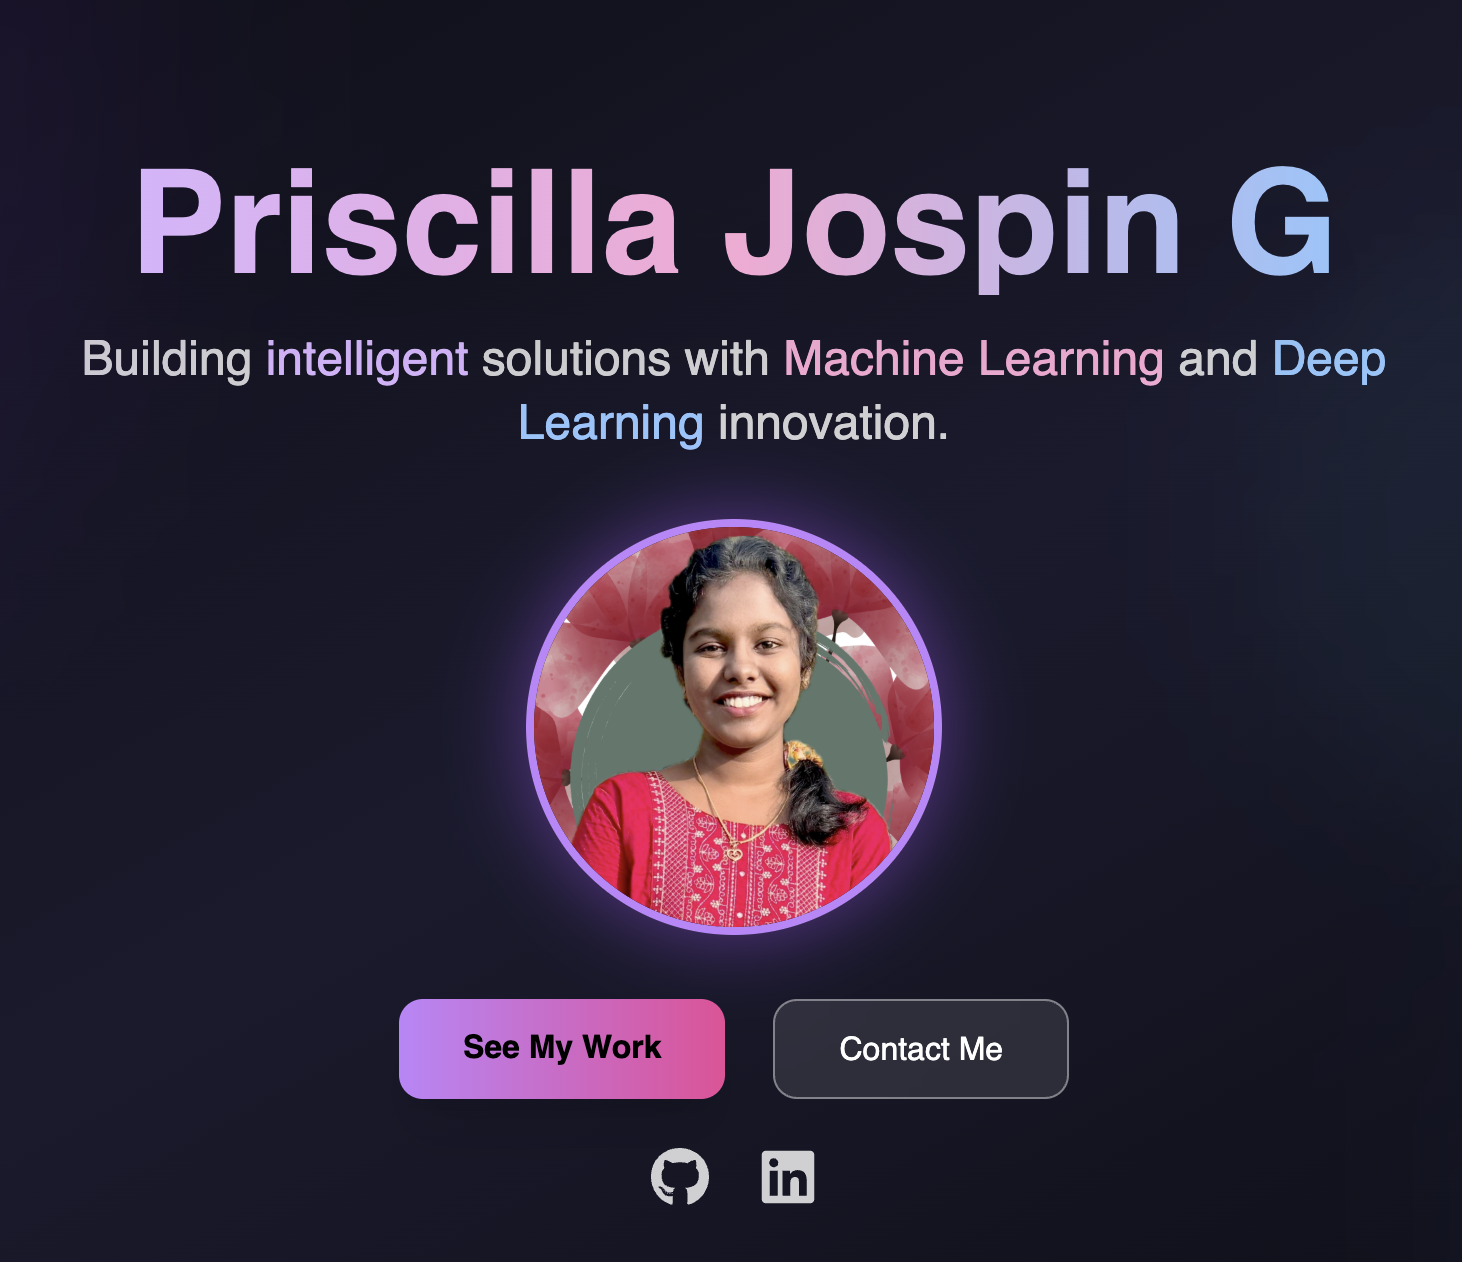 Priscilla Jospin G
Building intelligent solutions with Machine Learning and Deep
Learning innovation.
See My Work
Contact Me
in